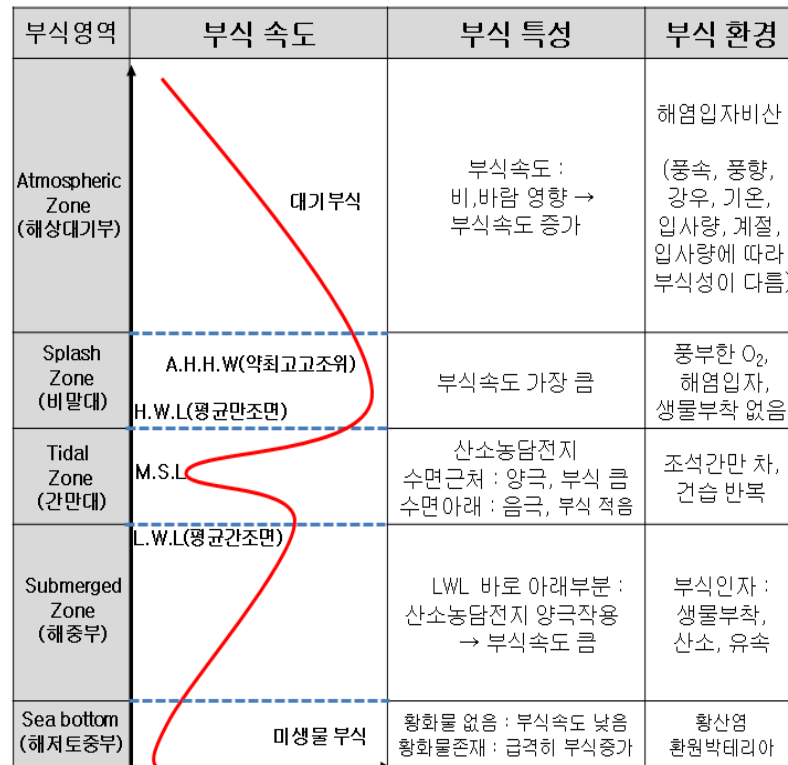 부식영역
부식 속도
부식 특성
부식 환경
Atmospheric
Zone
(해상대기부)
대기부식
부식속도 :
비,바람 영향 →
부식속도 증가
해염입자비산
(풍속, 풍향,
강우, 기온,
입사량, 계절,
입사량에 따라
부식성이 다름)
Splash
Zone
(비말대)
A.H.H.W(약최고고조위)
H.W.L(평균만조면)
부식속도 가장 큼
풍부한 O₂,
해염입자,
생물부착 없음
Tidal
Zone
(간만대)
M.S.L
산소농담전지
수면근처 : 양극, 부식 큼
수면아래 : 음극, 부식 적음
조석간만 차,
건습 반복
Submerged
Zone
(해중부)
L.W.L(평균간조면)
LWL 바로 아래부분 :
산소농담전지 양극작용
→ 부식속도 큼
부식인자 :
생물부착,
산소, 유속
Sea bottom
(해저토중부)
미생물 부식
황화물 없음 : 부식속도 낮음
황화물존재 : 급격히 부식증가
황산염
환원박테리아